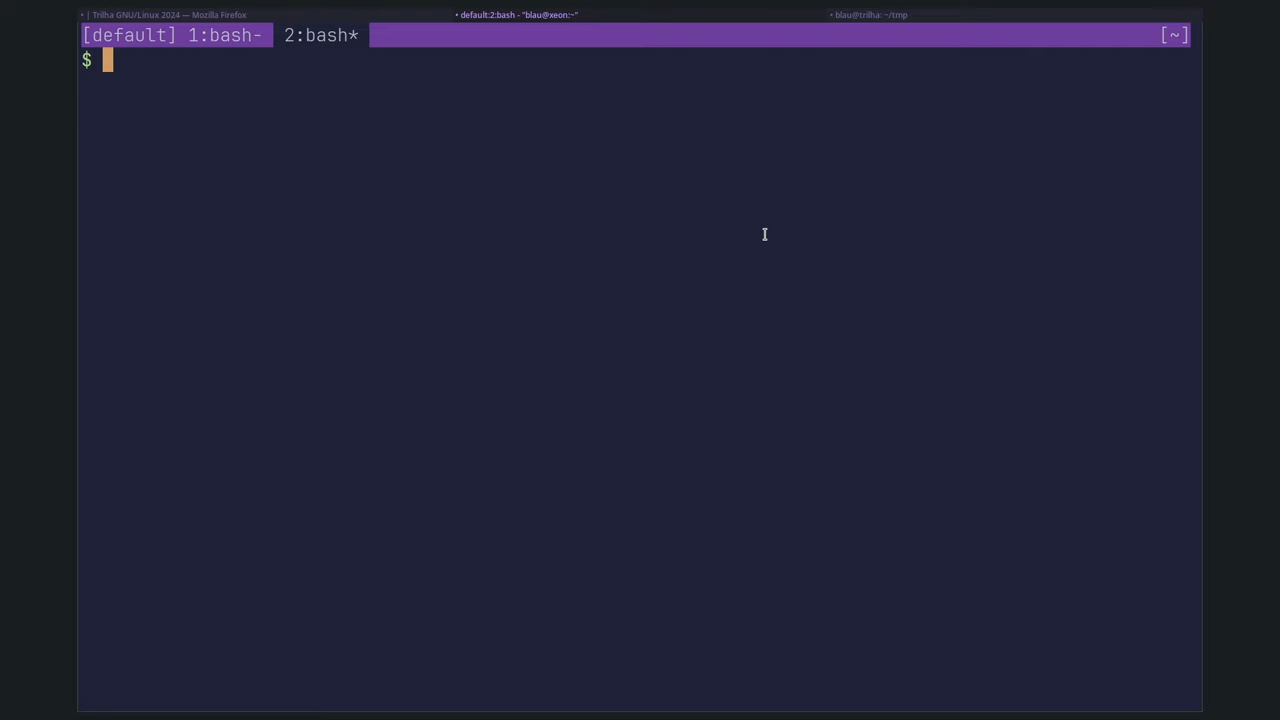 • | Trilha GNU/Linux 2024 — Mozilla Firefox
• default:2:bash - "blau@xeon:~"
• blau@trilha: ~/tmp
[default] 1:bash- 2:bash* [~]
$